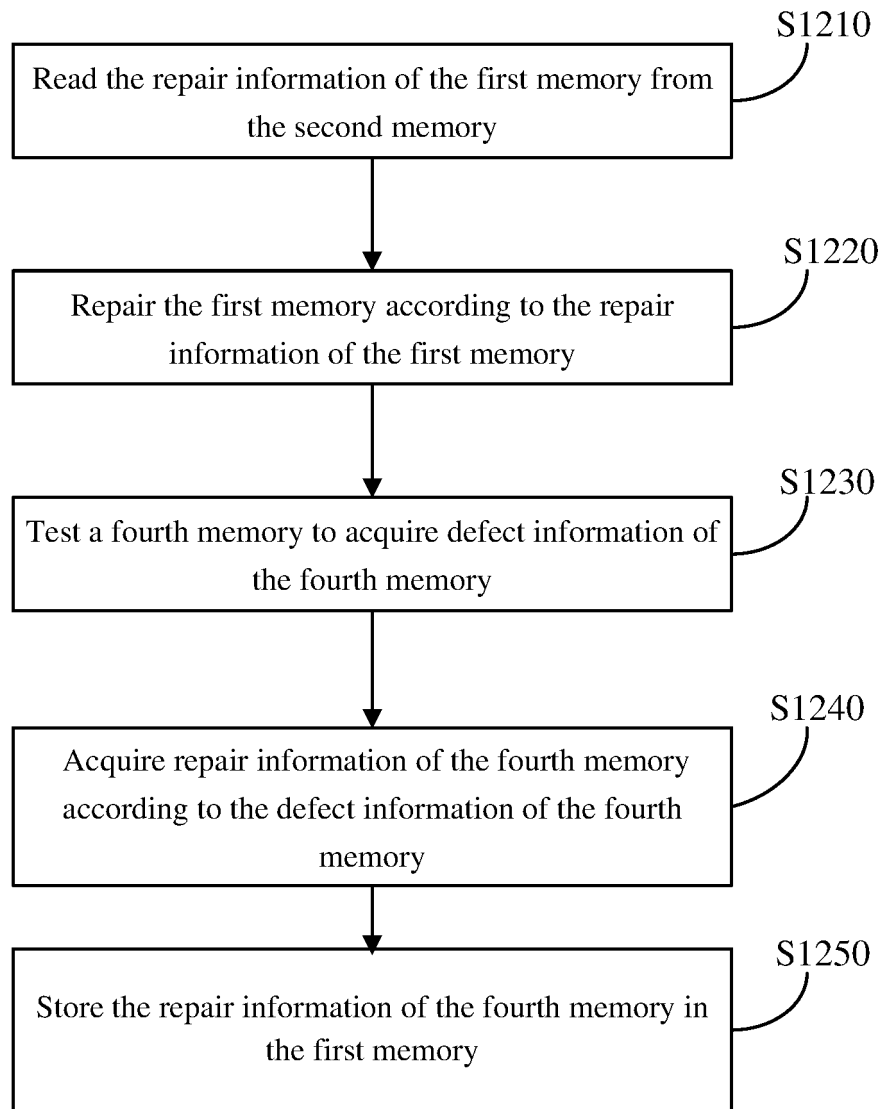 S1210
Read the repair information of the first memory from
the second memory
S1220
Repair the first memory according to the repair
information of the first memory
S1230
Test a fourth memory to acquire defect information of
the fourth memory
S1240
Acquire repair information of the fourth memory
according to the defect information of the fourth
memory
S1250
Store the repair information of the fourth memory in
the first memory